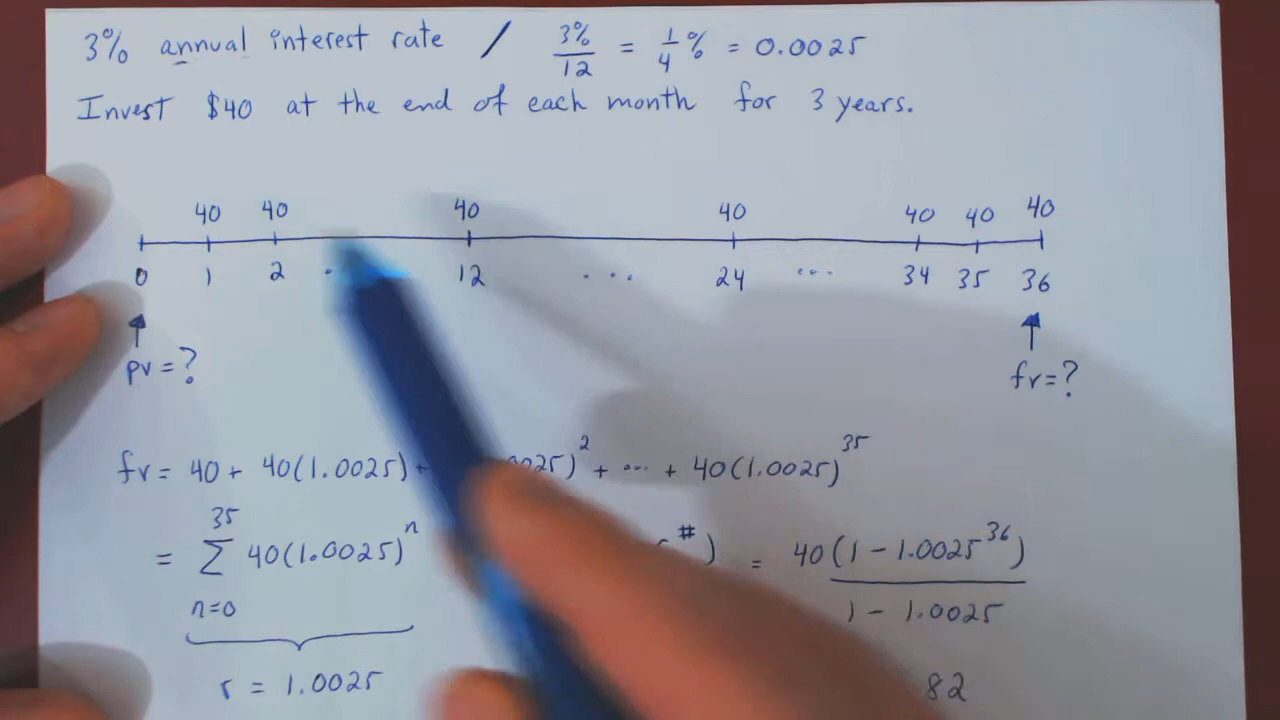 3% annual interest rate / 3%/12 = 1/4 % = 0.0025
Invest $40 at the end of each month for 3 years.
40 40 40 40 40 40 40
0 1 2 . 12 ... 24 ... 34 35 36
pv=? fv=?
fv = 40 + 40(1.0025) 0025)^2 + ... + 40(1.0025)^35
= 35 Σ n=0 40(1.0025)^n #) = 40(1 - 1.0025^36) / 1 - 1.0025
r = 1.0025 82